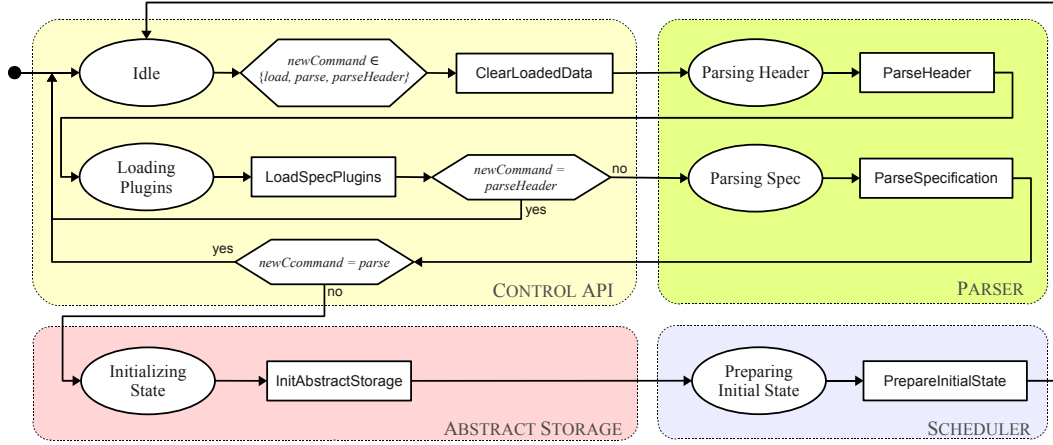 Idle
newCommand ∈
{load, parse, parseHeader}
ClearLoadedData
Parsing Header
ParseHeader
Loading
Plugins
LoadSpecPlugins
newCommand =
parseHeader
no
yes
Parsing Spec
ParseSpecification
yes
newCcommand = parse
no
CONTROL API
PARSER
Initializing
State
InitAbstractStorage
Preparing
Initial State
PrepareInitialState
ABSTRACT STORAGE
SCHEDULER